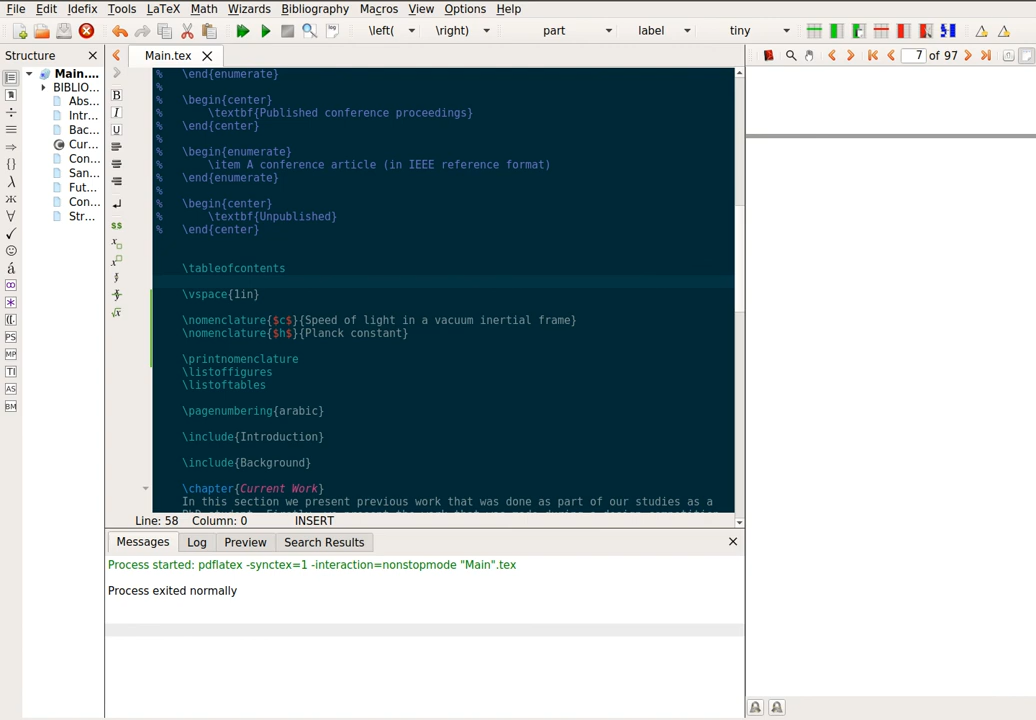 File Edit Idefix Tools LaTeX Math Wizards Bibliography Macros View Options Help
\left( \right) part label tiny
Structure
Main.tex
7 of 97
Main....
BIBLIO...
Abs...
Intr...
Bac...
Cur...
Con...
San...
Fut...
Con...
Str...
% \end{enumerate}
%
% \begin{center}
% \textbf{Published conference proceedings}
% \end{center}
%
% \begin{enumerate}
% \item A conference article (in IEEE reference format)
% \end{enumerate}
%
% \begin{center}
% \textbf{Unpublished}
% \end{center}
\tableofcontents
\vspace{1in}
\nomenclature{$c$}{Speed of light in a vacuum inertial frame}
\nomenclature{$h$}{Planck constant}
\printnomenclature
\listoffigures
\listoftables
\pagenumbering{arabic}
\include{Introduction}
\include{Background}
\chapter{Current Work}
In this section we present previous work that was done as part of our studies as a
Line: 58 Column: 0 INSERT
Messages Log Preview Search Results
Process started: pdflatex -synctex=1 -interaction=nonstopmode "Main".tex
Process exited normally